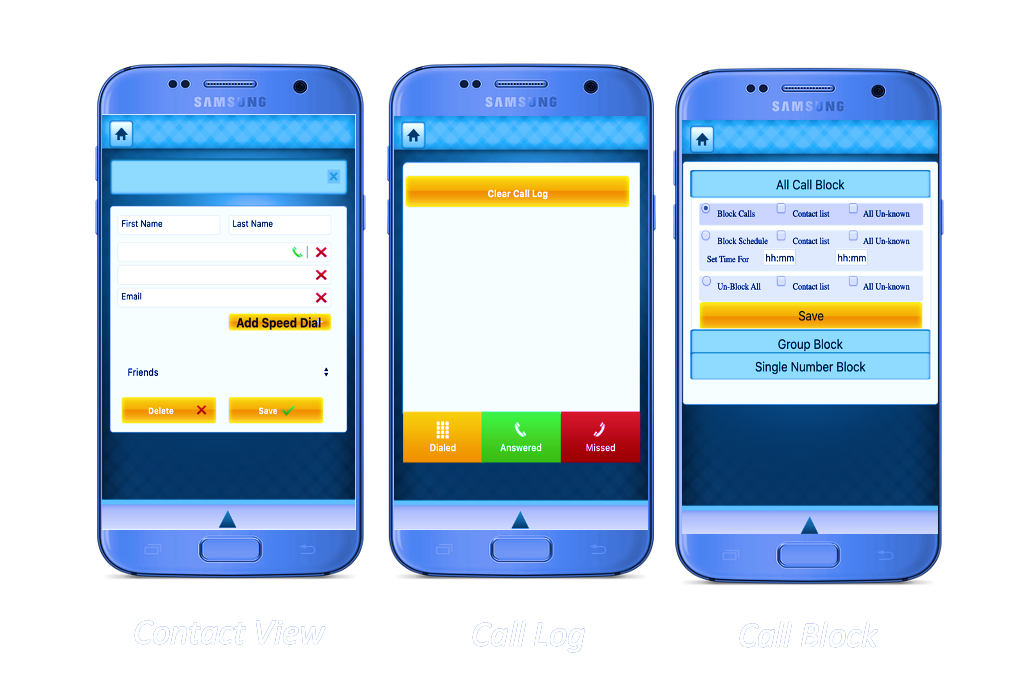 SAMSUNG
First Name
Last Name
Email
Add Speed Dial
Friends
Delete
Save
Contact View
SAMSUNG
Clear Call Log
Dialed
Answered
Missed
Call Log
SAMSUNG
All Call Block
Block Calls Contact list All Un-known
Block Schedule Contact list All Un-known
Set Time For hh:mm hh:mm
Un-Block All Contact list All Un-known
Save
Group Block
Single Number Block
Call Block